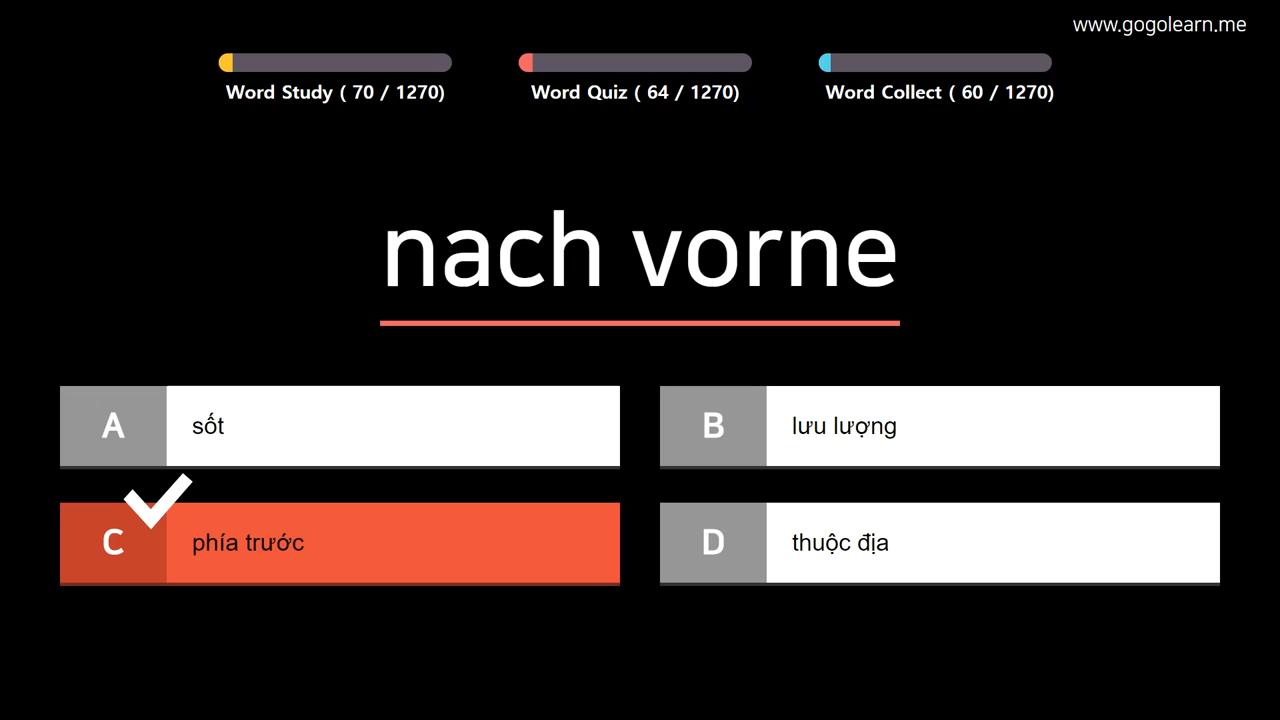 www.gogolearn.me
Word Study ( 70 / 1270)
Word Quiz ( 64 / 1270)
Word Collect ( 60 / 1270)
nach vorne
A sốt
B lưu lượng
C phía trước
D thuộc địa